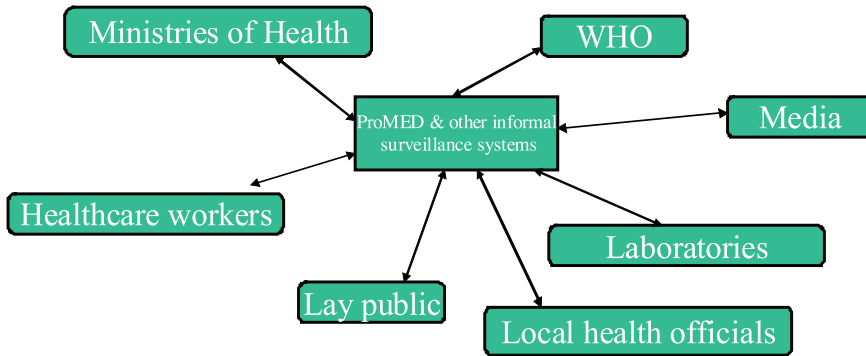 Ministries of Health
WHO
ProMED & other informal
surveillance systems
Media
Healthcare workers
Laboratories
Lay public
Local health officials